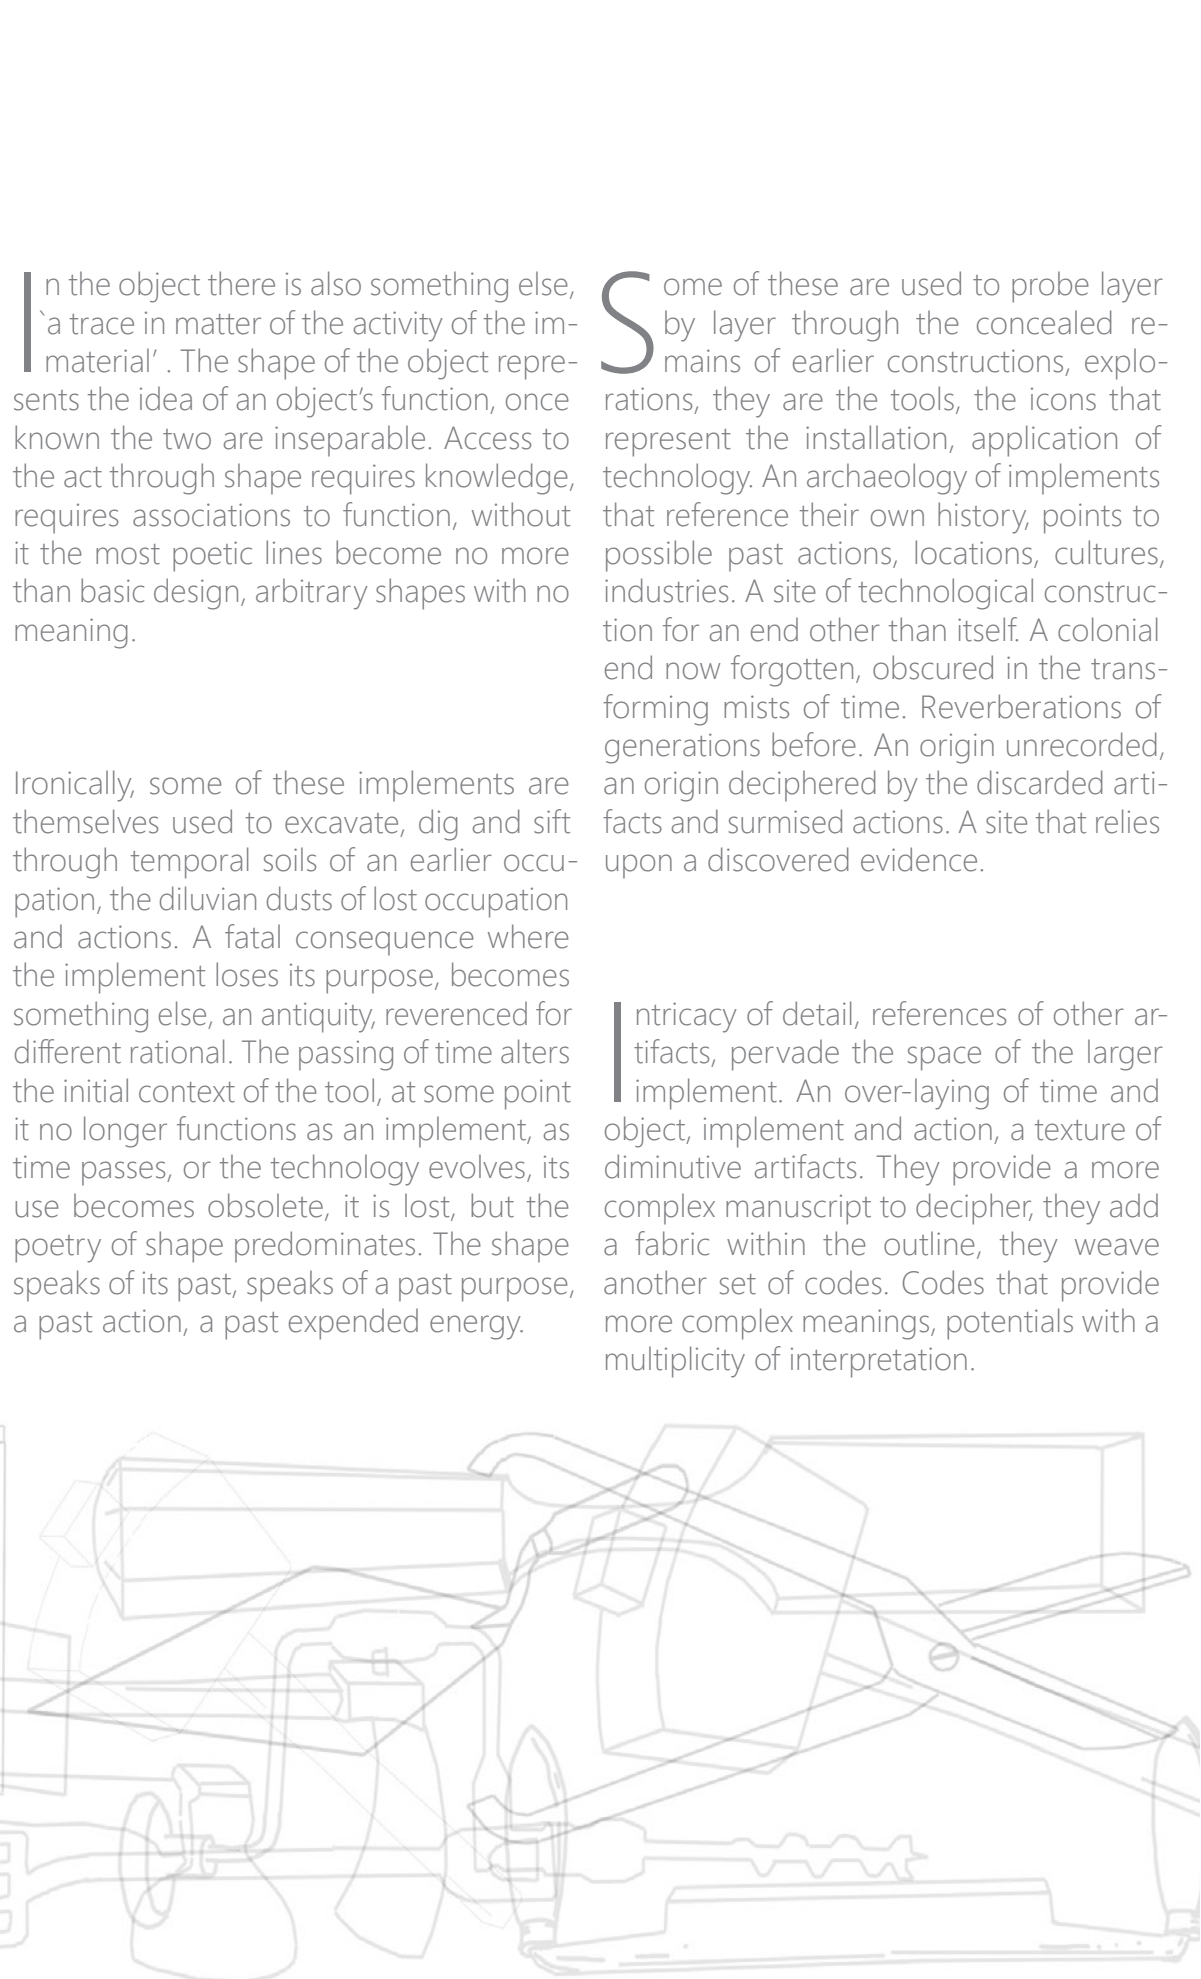 In the object there is also something else,
`a trace in matter of the activity of the im-
material’ . The shape of the object repre-
sents the idea of an object’s function, once
known the two are inseparable. Access to
the act through shape requires knowledge,
requires associations to function, without
it the most poetic lines become no more
than basic design, arbitrary shapes with no
meaning.
Ironically, some of these implements are
themselves used to excavate, dig and sift
through temporal soils of an earlier occu-
pation, the diluvian dusts of lost occupation
and actions. A fatal consequence where
the implement loses its purpose, becomes
something else, an antiquity, reverenced for
different rational. The passing of time alters
the initial context of the tool, at some point
it no longer functions as an implement, as
time passes, or the technology evolves, its
use becomes obsolete, it is lost, but the
poetry of shape predominates. The shape
speaks of its past, speaks of a past purpose,
a past action, a past expended energy.
Some of these are used to probe layer
by layer through the concealed re-
mains of earlier constructions, explo-
rations, they are the tools, the icons that
represent the installation, application of
technology. An archaeology of implements
that reference their own history, points to
possible past actions, locations, cultures,
industries. A site of technological construc-
tion for an end other than itself. A colonial
end now forgotten, obscured in the trans-
forming mists of time. Reverberations of
generations before. An origin unrecorded,
an origin deciphered by the discarded arti-
facts and surmised actions. A site that relies
upon a discovered evidence.
Intricacy of detail, references of other ar-
tifacts, pervade the space of the larger
implement. An over-laying of time and
object, implement and action, a texture of
diminutive artifacts. They provide a more
complex manuscript to decipher, they add
a fabric within the outline, they weave
another set of codes. Codes that provide
more complex meanings, potentials with a
multiplicity of interpretation.